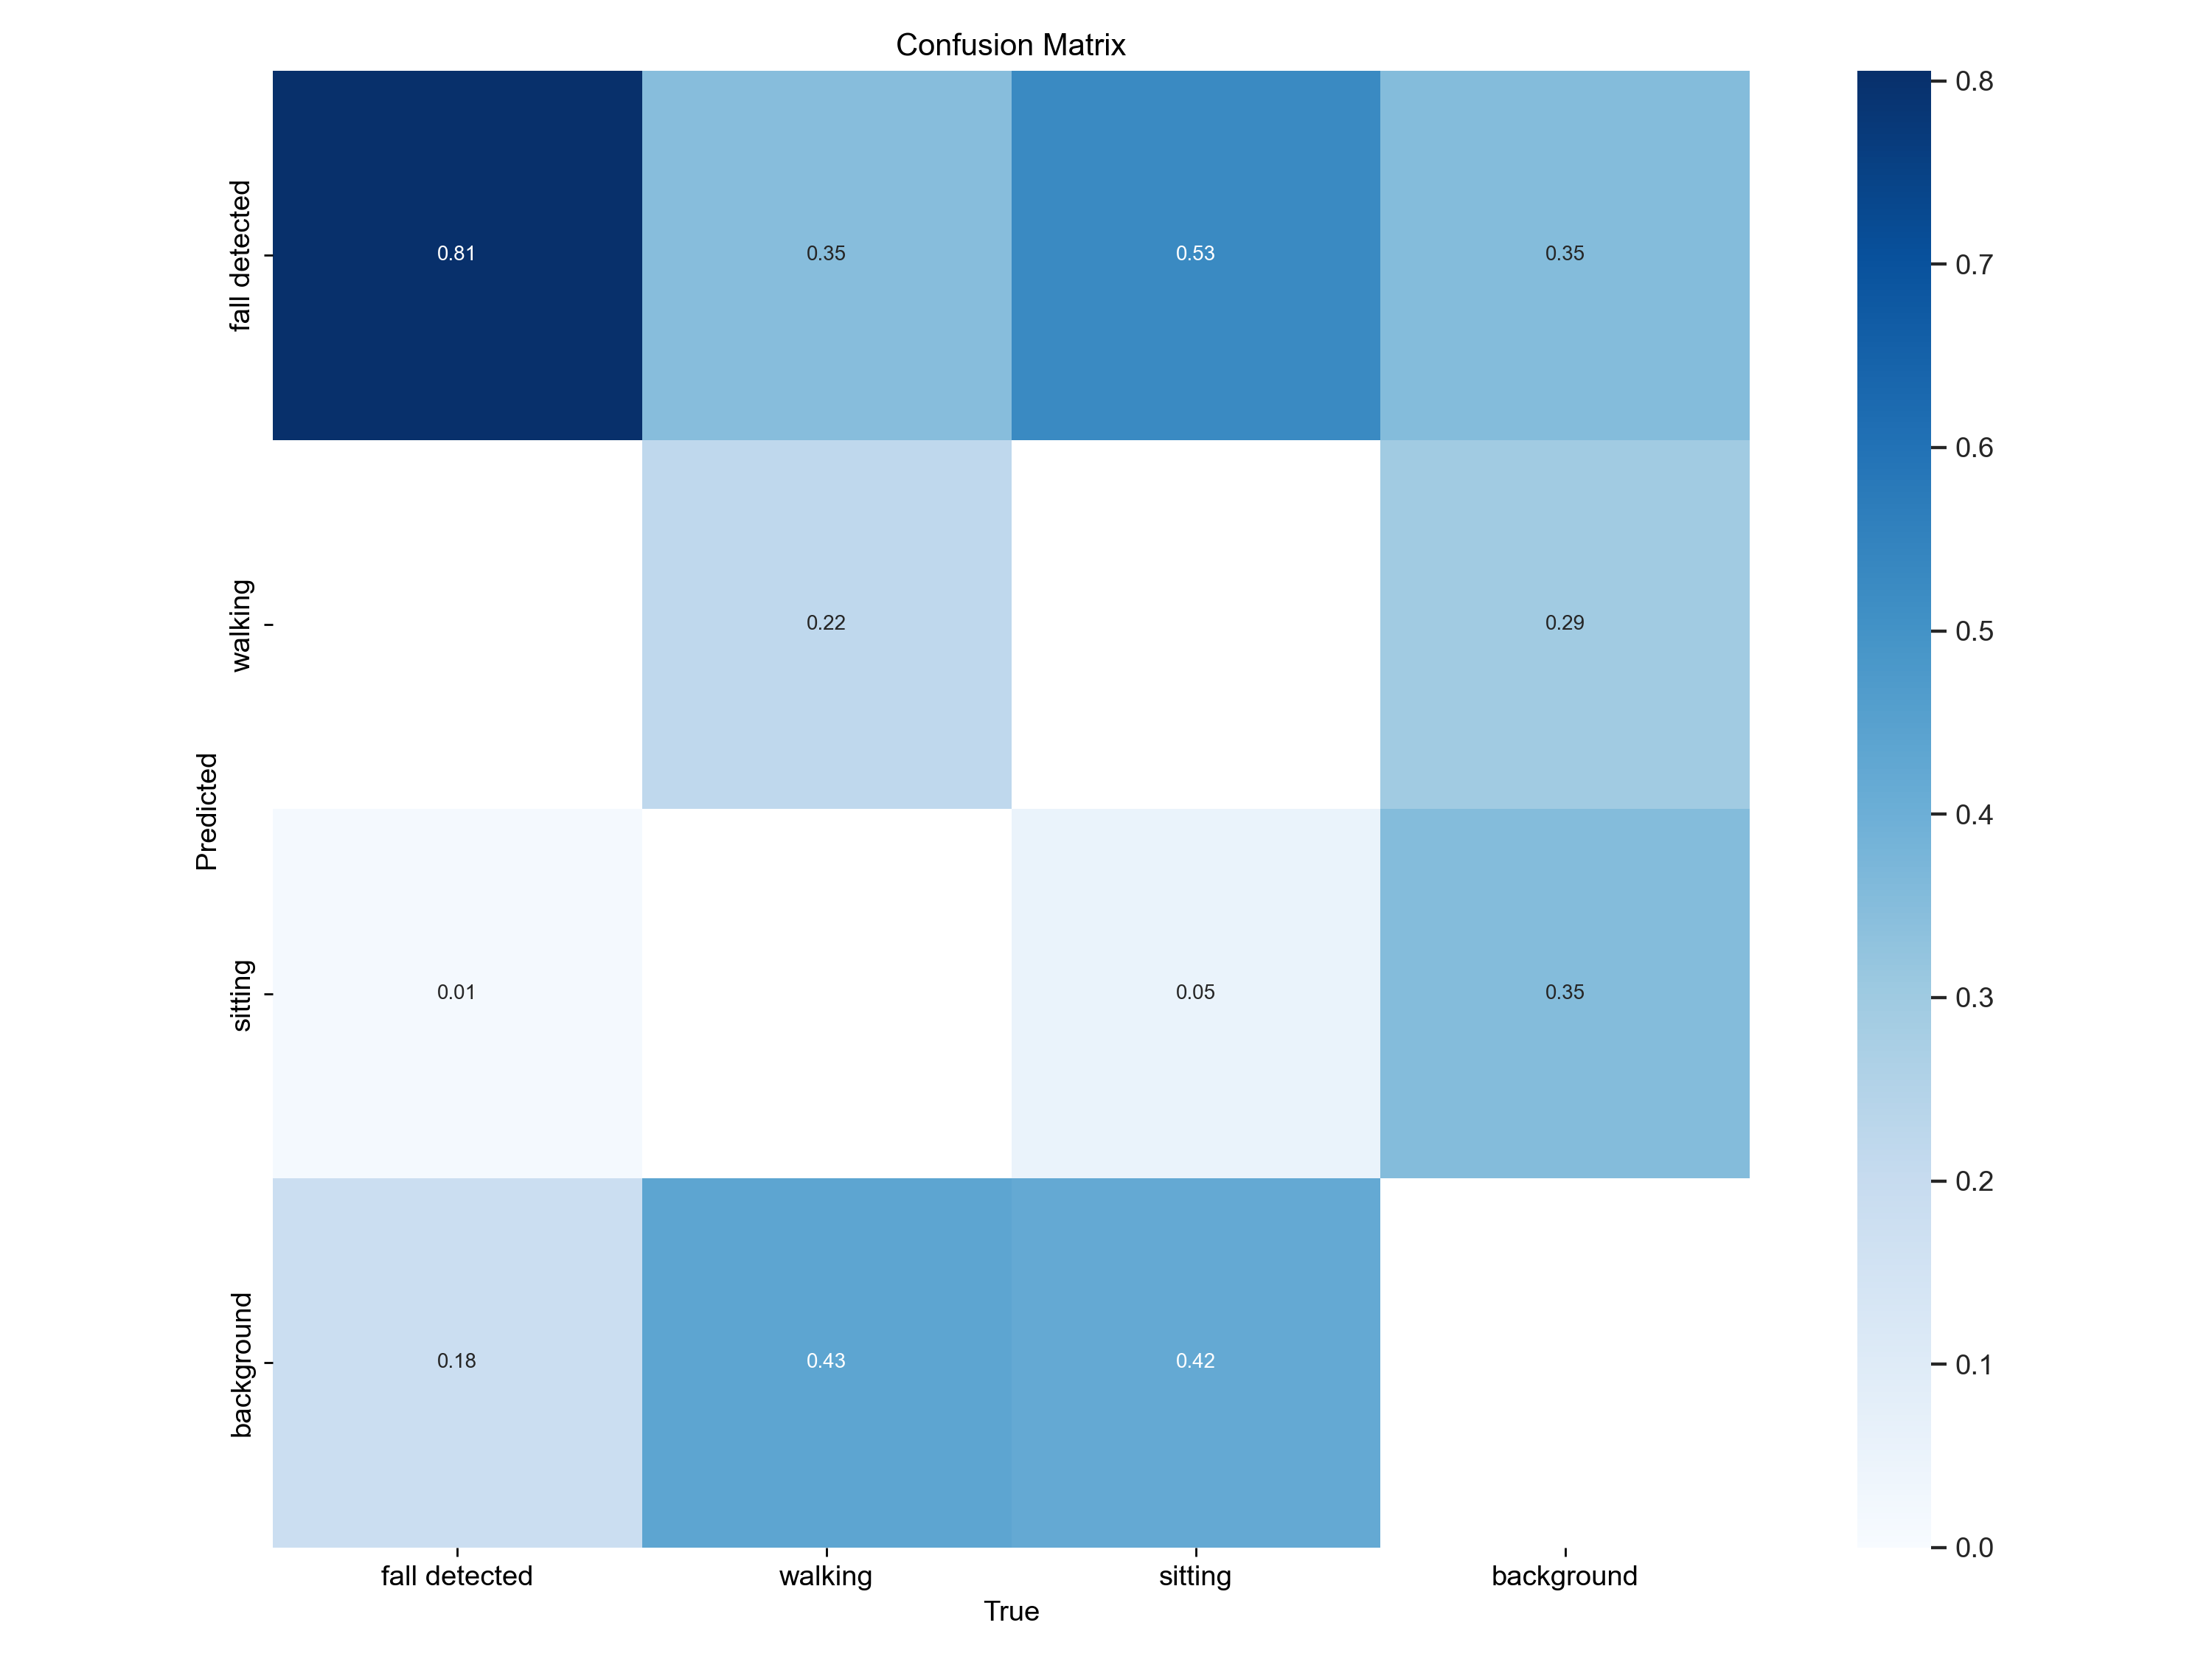 Confusion Matrix
fall detected
0.81
0.35
0.53
0.35
walking
0.22
0.29
sitting
0.01
0.05
0.35
background
0.18
0.43
0.42
Predicted
fall detected
walking
sitting
background
True
0.8
0.7
0.6
0.5
0.4
0.3
0.2
0.1
0.0